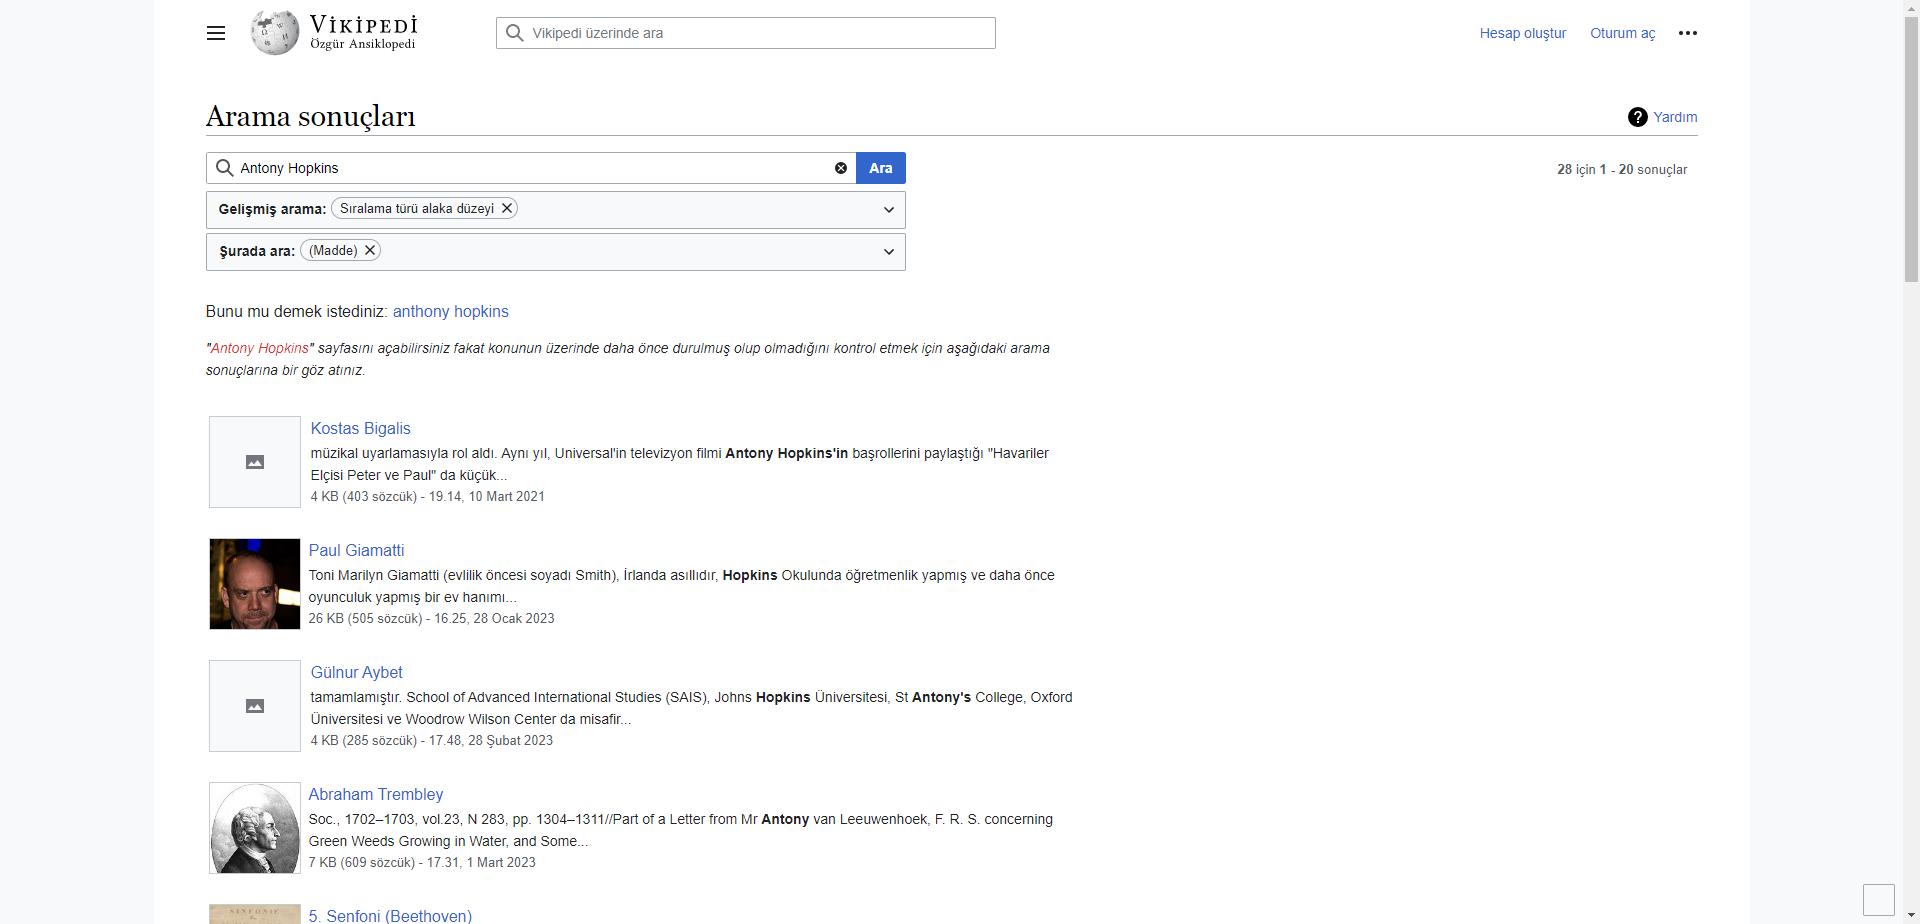 VİKİPEDİ
Özgür Ansiklopedi
Vikipedi üzerinde ara
Hesap oluştur
Oturum aç
Arama sonuçları
Yardım
Antony Hopkins
Ara
28 için 1 - 20 sonuçlar
Gelişmiş arama: Sıralama türü alaka düzeyi
Şurada ara: (Madde)
Bunu mu demek istediniz: anthony hopkins
"Antony Hopkins" sayfasını açabilirsiniz fakat konunun üzerinde daha önce durulmuş olup olmadığını kontrol etmek için aşağıdaki arama
sonuçlarına bir göz atınız.
Kostas Bigalis
müzikal uyarlamasıyla rol aldı. Aynı yıl, Universal'in televizyon filmi Antony Hopkins'in başrollerini paylaştığı "Havariler
Elçisi Peter ve Paul" da küçük...
4 KB (403 sözcük) - 19.14, 10 Mart 2021
Paul Giamatti
Toni Marilyn Giamatti (evlilik öncesi soyadı Smith), İrlanda asıllıdır, Hopkins Okulunda öğretmenlik yapmış ve daha önce
oyunculuk yapmış bir ev hanımı...
26 KB (505 sözcük) - 16.25, 28 Ocak 2023
Gülnur Aybet
tamamlamıştır. School of Advanced International Studies (SAIS), Johns Hopkins Üniversitesi, St Antony's College, Oxford
Üniversitesi ve Woodrow Wilson Center da misafir...
4 KB (285 sözcük) - 17.48, 28 Şubat 2023
Abraham Trembley
Soc., 1702–1703, vol.23, N 283, pp. 1304–1311//Part of a Letter from Mr Antony van Leeuwenhoek, F. R. S. concerning
Green Weeds Growing in Water, and Some...
7 KB (609 sözcük) - 17.31, 1 Mart 2023
5. Senfoni (Beethoven)